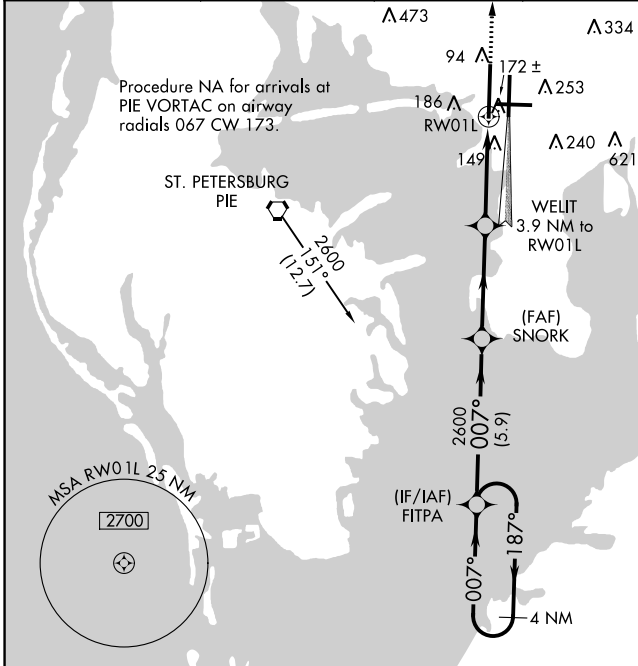 473
334
94
172 ±
253
Procedure NA for arrivals at
PIE VORTAC on airway
radials 067 CW 173.
186
RW01L
149
240
621
ST. PETERSBURG
PIE
WELIT
3.9 NM to
RW01L
2600
151°
(12.7)
(FAF)
SNORK
2600
007°
(5.9)
MSA RW01L 25 NM
2700
(IF/IAF)
FITPA
187°
007°
4 NM